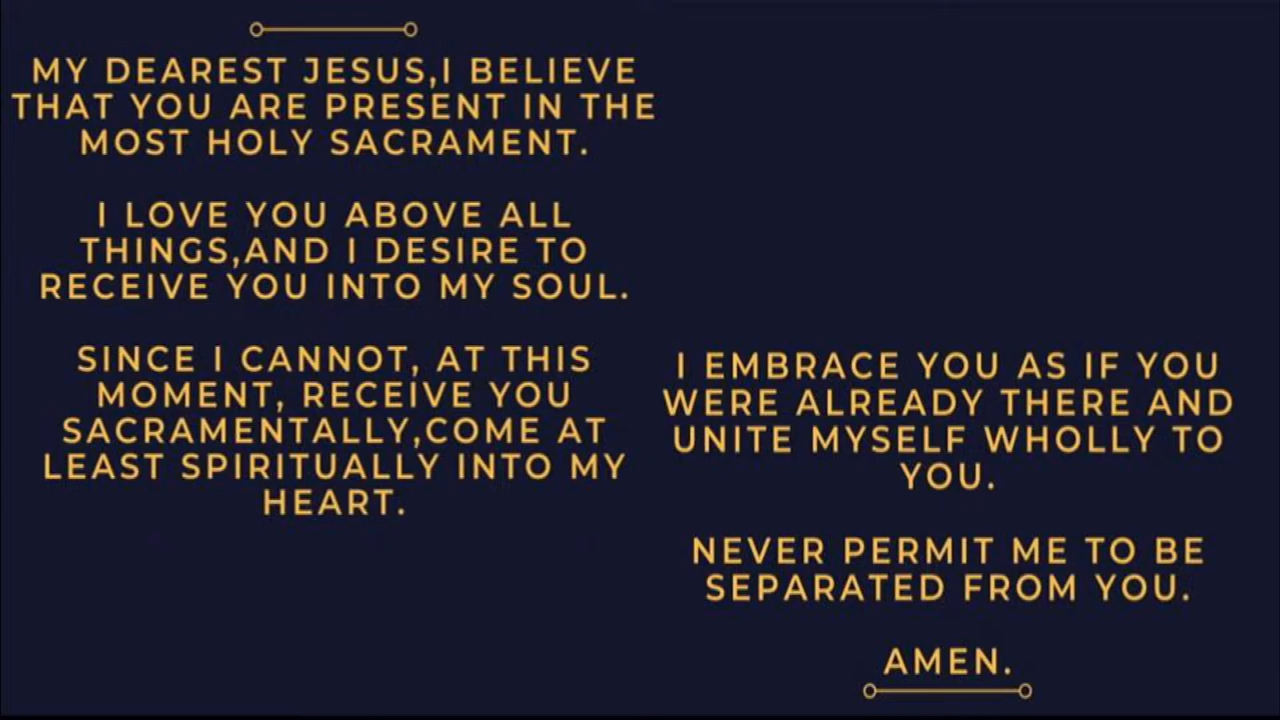 MY DEAREST JESUS,I BELIEVE
THAT YOU ARE PRESENT IN THE
MOST HOLY SACRAMENT.
I LOVE YOU ABOVE ALL
THINGS,AND I DESIRE TO
RECEIVE YOU INTO MY SOUL.
SINCE I CANNOT, AT THIS
MOMENT, RECEIVE YOU
SACRAMENTALLY,COME AT
LEAST SPIRITUALLY INTO MY
HEART.
I EMBRACE YOU AS IF YOU
WERE ALREADY THERE AND
UNITE MYSELF WHOLLY TO
YOU.
NEVER PERMIT ME TO BE
SEPARATED FROM YOU.
AMEN.